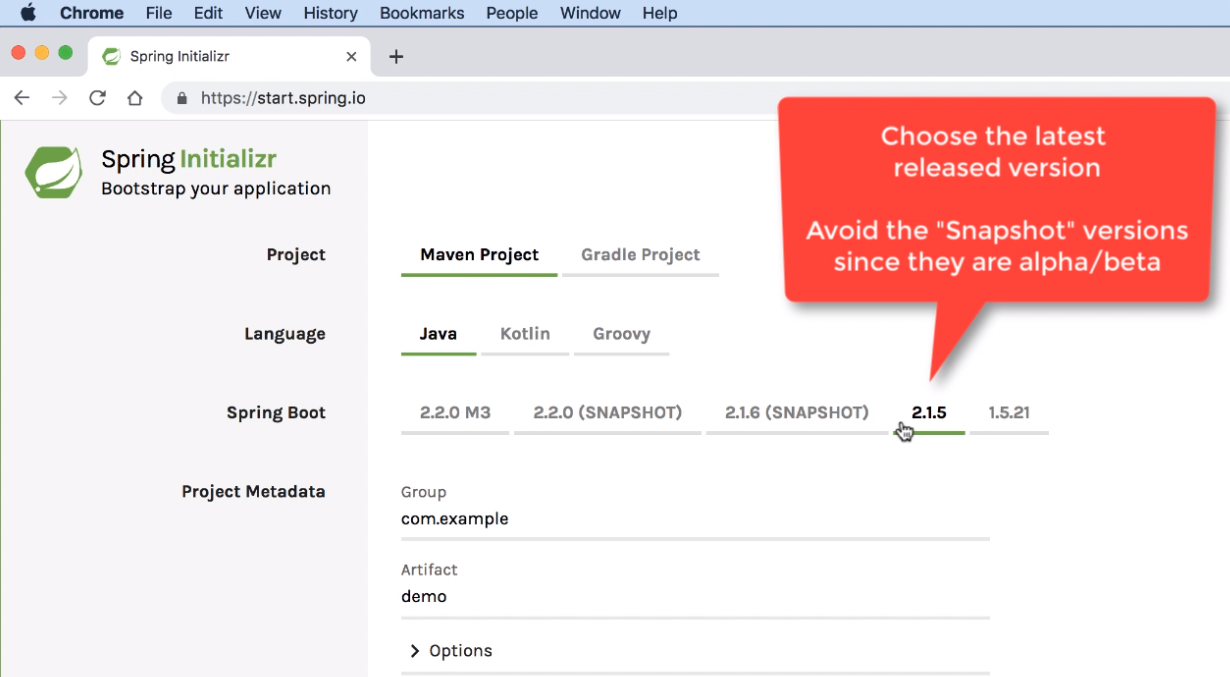 Chrome File Edit View History Bookmarks People Window Help
Spring Initializr
https://start.spring.io
Choose the latest
released version
Avoid the "Snapshot" versions
since they are alpha/beta
Spring Initializr
Bootstrap your application
Project
Maven Project Gradle Project
Language
Java Kotlin Groovy
Spring Boot
2.2.0 M3 2.2.0 (SNAPSHOT) 2.1.6 (SNAPSHOT) 2.1.5 1.5.21
Project Metadata
Group
com.example
Artifact
demo
Options